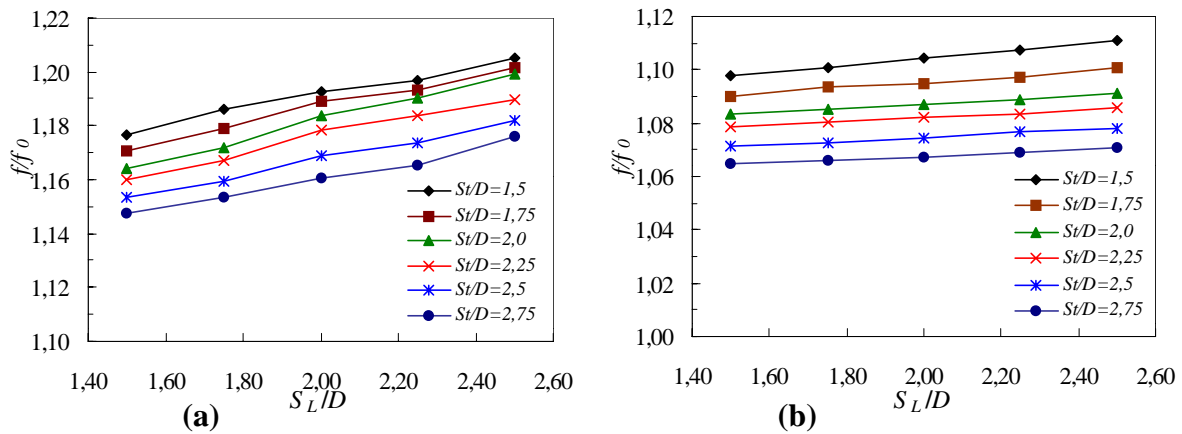 1,22
1,20
1,18
1,16
1,14
1,12
1,10
f/f0
1,40 1,60 1,80 2,00 2,20 2,40 2,60
SL/D
St/D=1,5
St/D=1,75
St/D=2,0
St/D=2,25
St/D=2,5
St/D=2,75
(a)
1,12
1,10
1,08
1,06
1,04
1,02
1,00
f/f0
1,40 1,60 1,80 2,00 2,20 2,40 2,60
SL/D
St/D=1,5
St/D=1,75
St/D=2,0
St/D=2,25
St/D=2,5
St/D=2,75
(b)